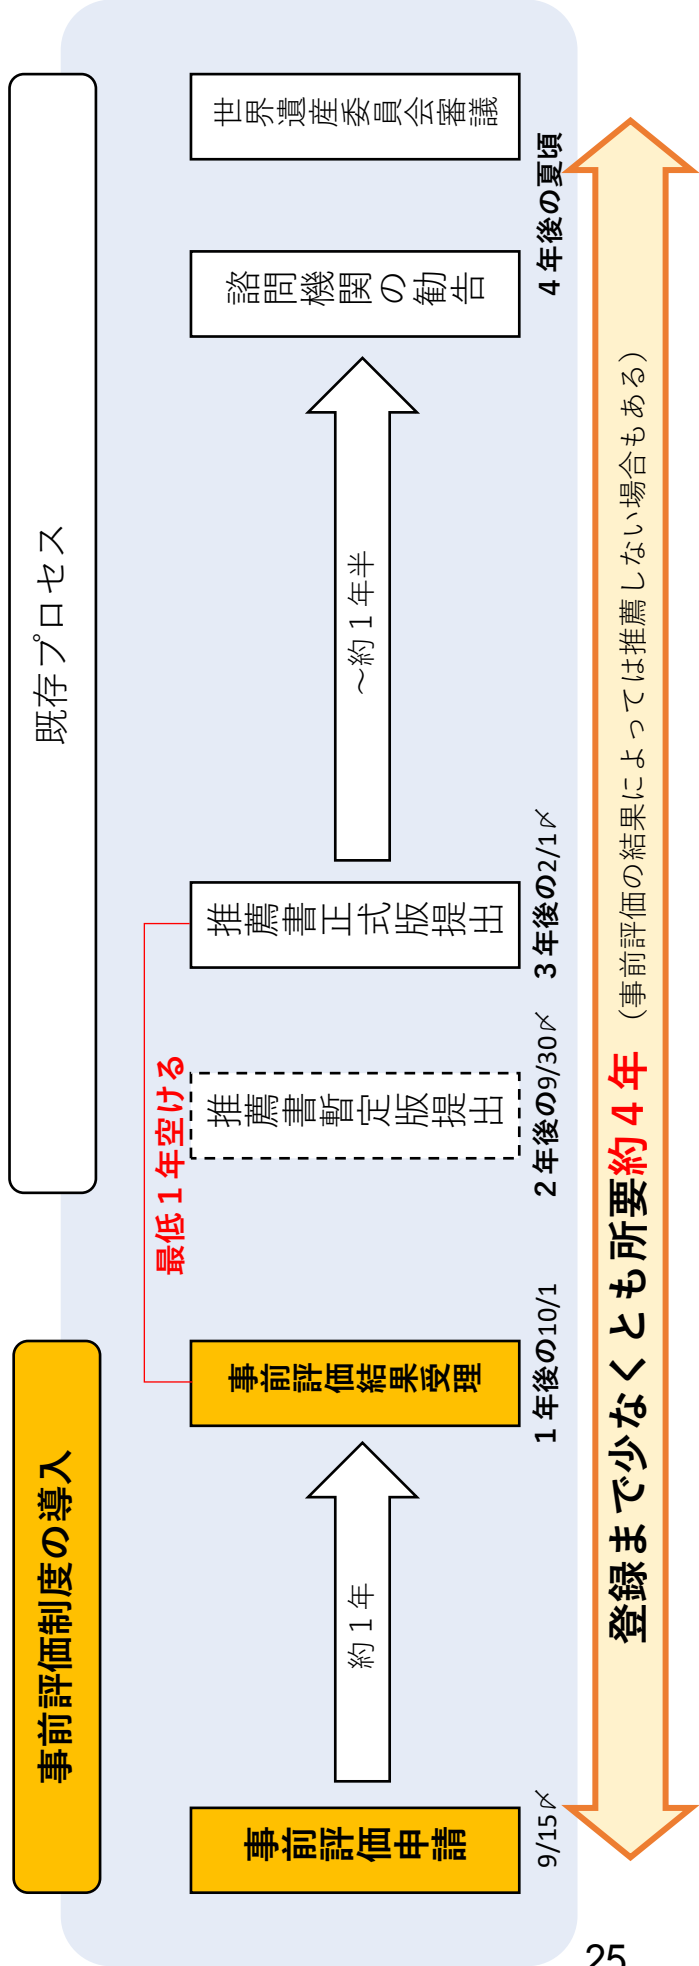 事前評価制度の導入
既存プロセス
最低1年空ける
事前評価申請
約1年
事前評価結果受理
推薦書暫定版提出
推薦書正式版提出
～約1年半
諮問機関の勧告
世界遺産委員会審議
9/15〆
1年後の10/1
2年後の9/30〆
3年後の2/1〆
4年後の夏頃
登録まで少なくとも所要約4年（事前評価の結果によっては推薦しない場合もある）
25